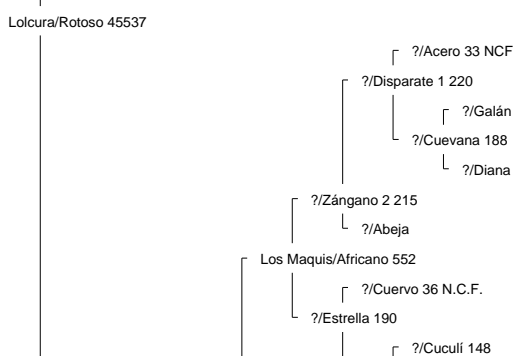 Lolcura/Rotoso 45537
?/Acero 33 NCF
?/Disparate 1 220
?/Galán
?/Cuevana 188
?/Diana
?/Zángano 2 215
?/Abeja
Los Maquis/Africano 552
?/Cuervo 36 N.C.F.
?/Estrella 190
?/Cuculí 148